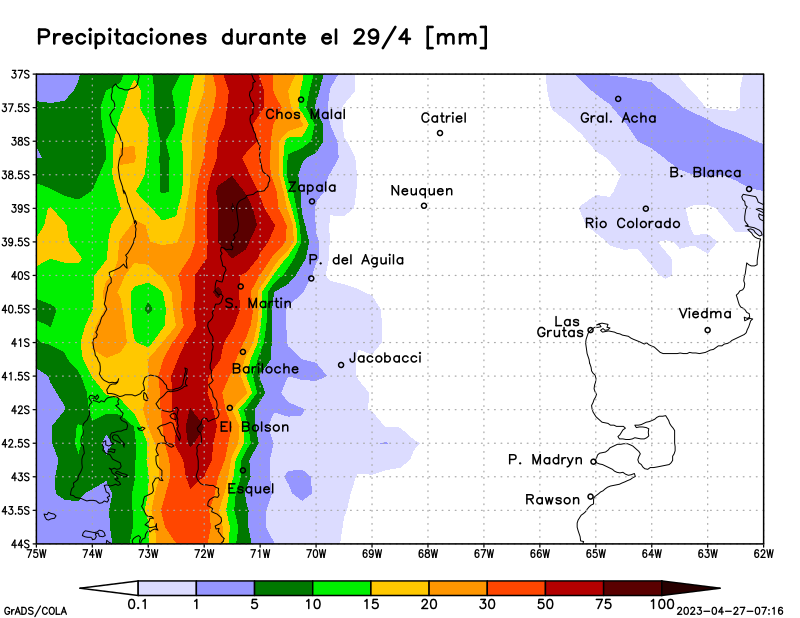 Precipitaciones durante el 29/4 [mm]
37S
37.5S
38S
38.5S
39S
39.5S
40S
40.5S
41S
41.5S
42S
42.5S
43S
43.5S
44S
Chos Malal
Catriel
Gral. Acha
B. Blanca
Zapala
Neuquen
Rio Colorado
P. del Aguila
S. Martin
Viedma
Las
Grutas
Jacobacci
Bariloche
El Bolson
P. Madryn
Esquel
Rawson
75W 74W 73W 72W 71W 70W 69W 68W 67W 66W 65W 64W 63W 62W
0.1 1 5 10 15 20 30 50 75 100
GrADS/COLA
2023-04-27-07:16